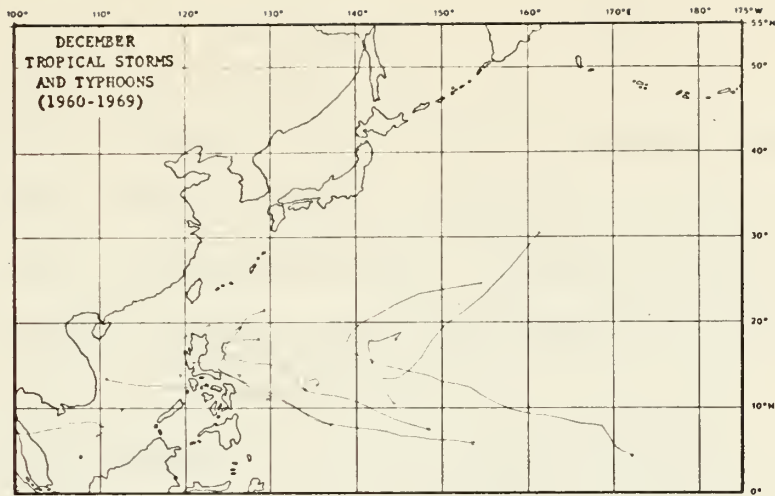 100° 110° 120° 130° 140° 150° 160° 170°E 180° 175°W
55°N
DECEMBER
TROPICAL STORMS
AND TYPHOONS
(1960-1969)
50°
40°
30°
20°
10°N
0°